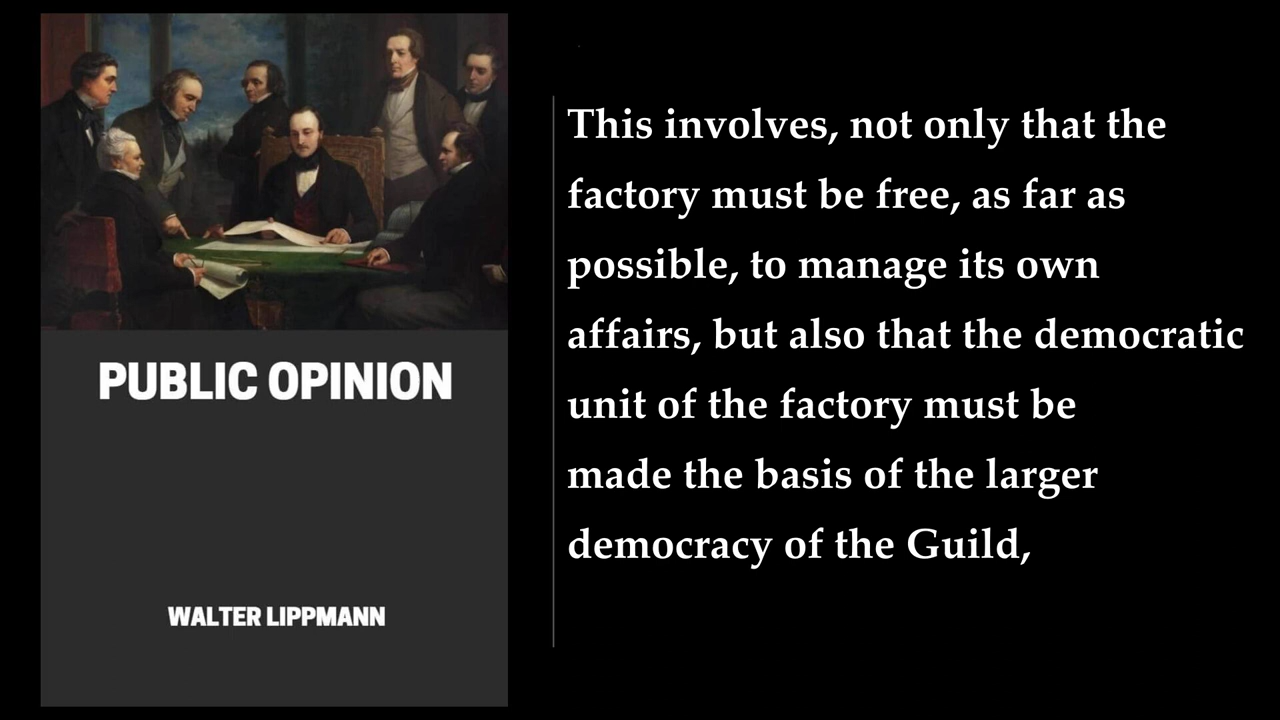 PUBLIC OPINION
WALTER LIPPMANN
This involves, not only that the
factory must be free, as far as
possible, to manage its own
affairs, but also that the democratic
unit of the factory must be
made the basis of the larger
democracy of the Guild,